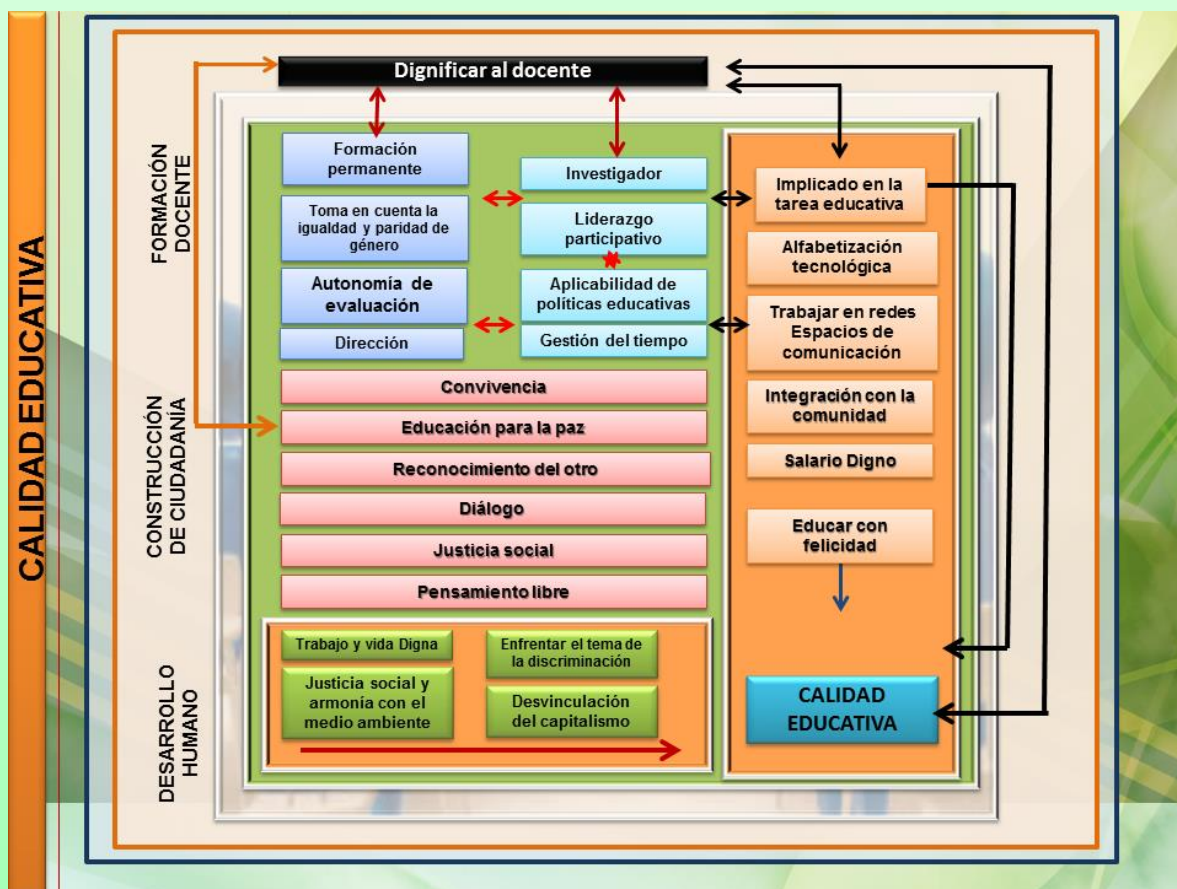 CALIDAD EDUCATIVA
FORMACIÓN
DOCENTE
CONSTRUCCIÓN
DE CIUDADANÍA
DESARROLLO
HUMANO
Dignificar al docente
Formación
permanente
Toma en cuenta la
igualdad y paridad de
género
Autonomía de
evaluación
Dirección
Investigador
Liderazgo
participativo
Aplicabilidad de
políticas educativas
Gestión del tiempo
Convivencia
Educación para la paz
Reconocimiento del otro
Diálogo
Justicia social
Pensamiento libre
Trabajo y vida Digna
Justicia social y
armonía con el
medio ambiente
Enfrentar el tema de
la discriminación
Desvinculación
del capitalismo
Implicado en la
tarea educativa
Alfabetización
tecnológica
Trabajar en redes
Espacios de
comunicación
Integración con la
comunidad
Salario Digno
Educar con
felicidad
CALIDAD
EDUCATIVA